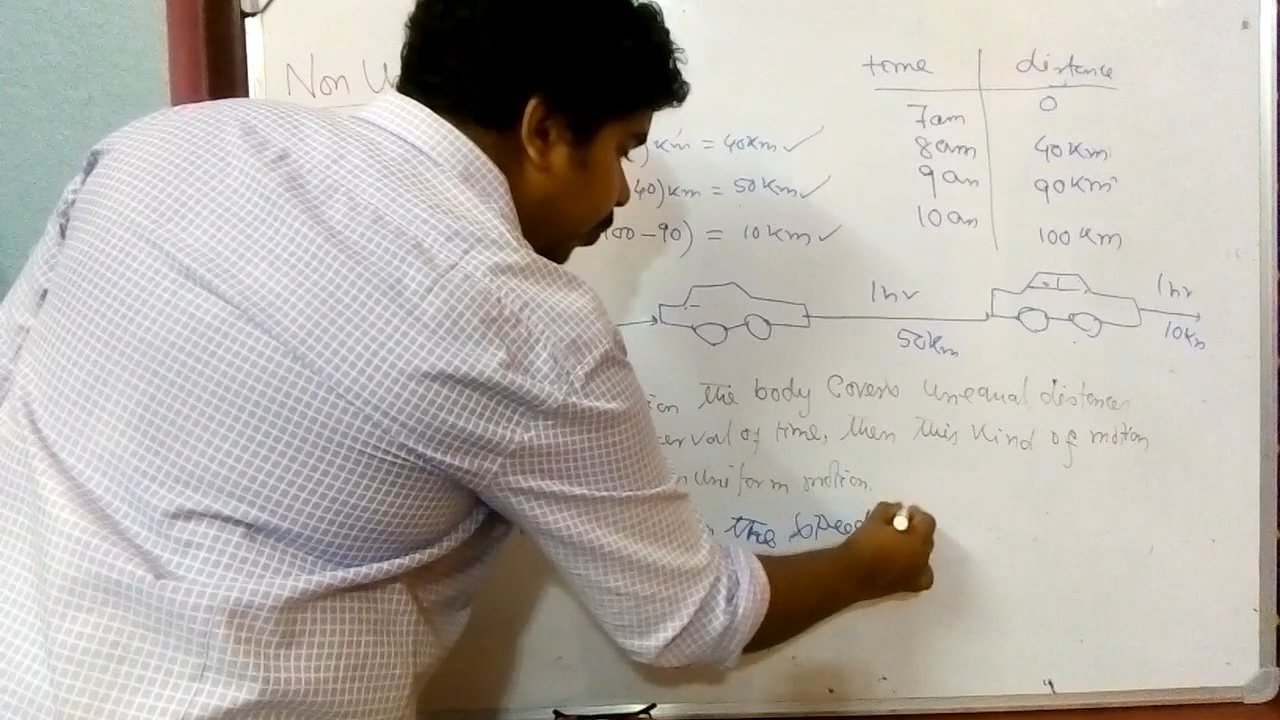 Non U
time distance
7am 0
8am 40Km
9am 90Km
10am 100Km
) Km = 40Km ✓
40) Km = 50Km ✓
100 - 90) = 10Km ✓
1hr 1hr
50Km 10Km
ion the body Covers Unequal distances
erval of time, then this kind of motion
n Uniform motion.
the Speed